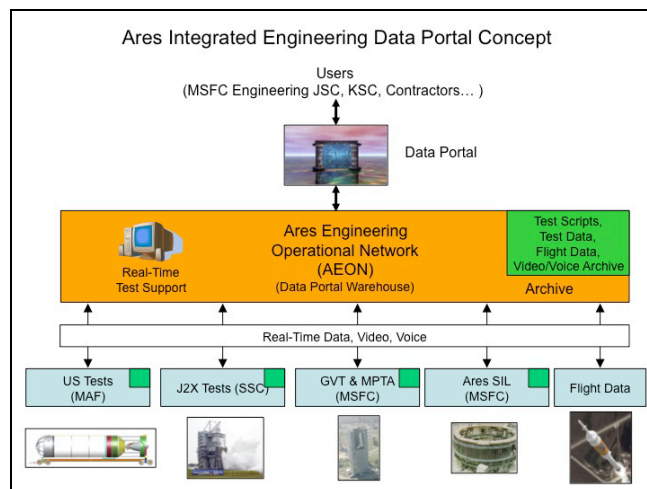 Ares Integrated Engineering Data Portal Concept
Users
(MSFC Engineering JSC, KSC, Contractors… )
Data Portal
Ares Engineering
Operational Network
(AEON)
(Data Portal Warehouse)
Real-Time
Test Support
Test Scripts,
Test Data,
Flight Data,
Video/Voice Archive
Archive
Real-Time Data, Video, Voice
US Tests
(MAF)
J2X Tests (SSC)
GVT & MPTA
(MSFC)
Ares SIL
(MSFC)
Flight Data